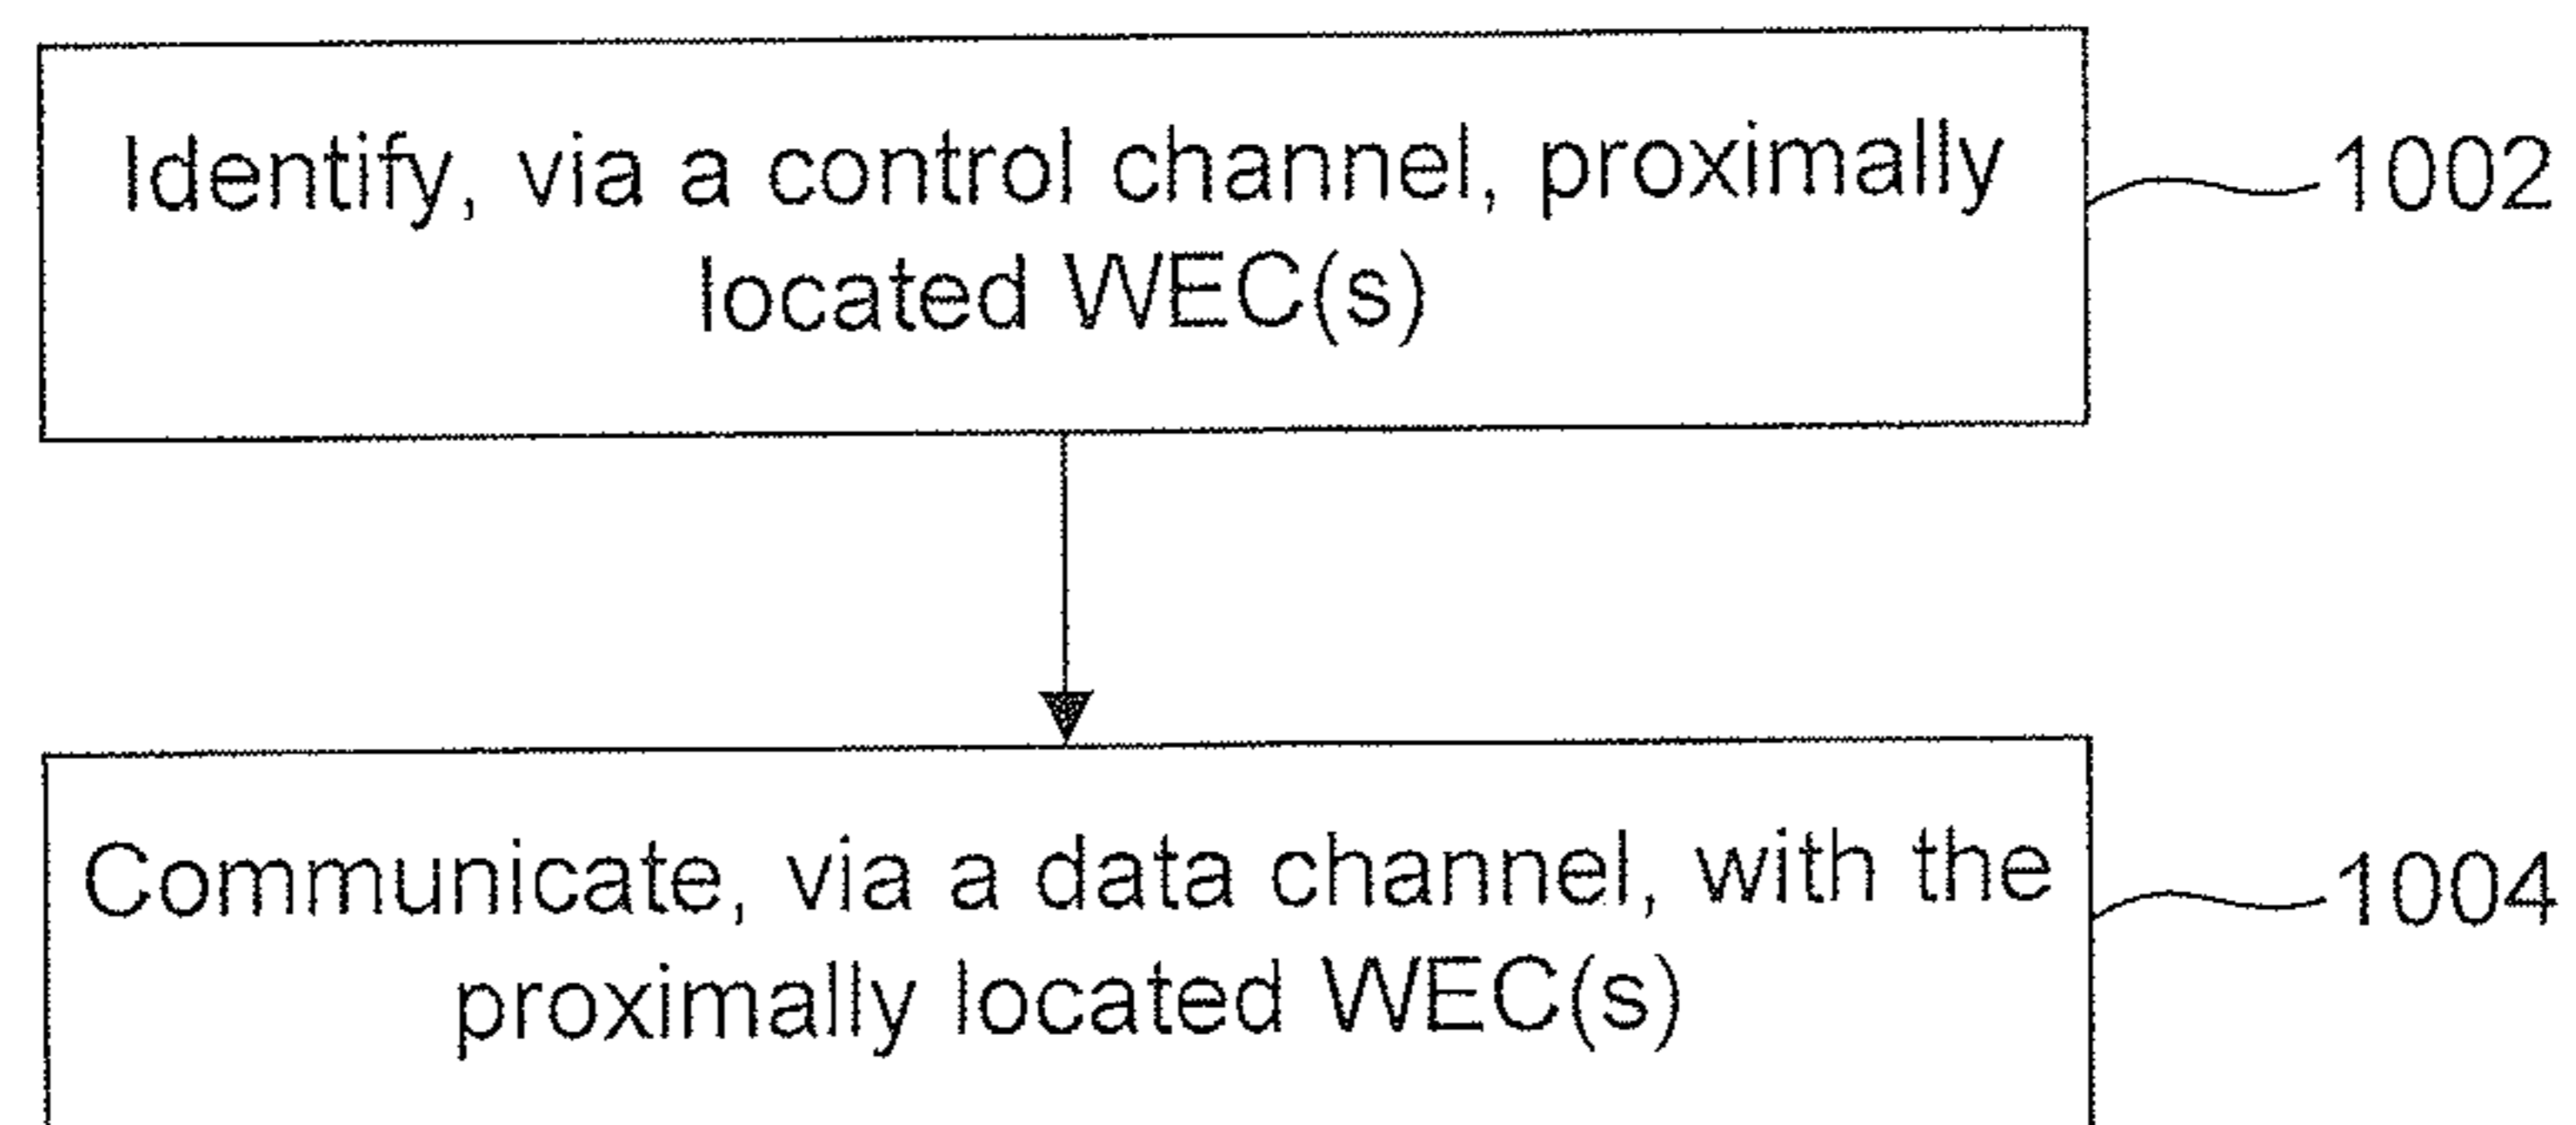 Identify, via a control channel, proximally
located WEC(s)
1002
Communicate, via a data channel, with the
proximally located WEC(s)
1004